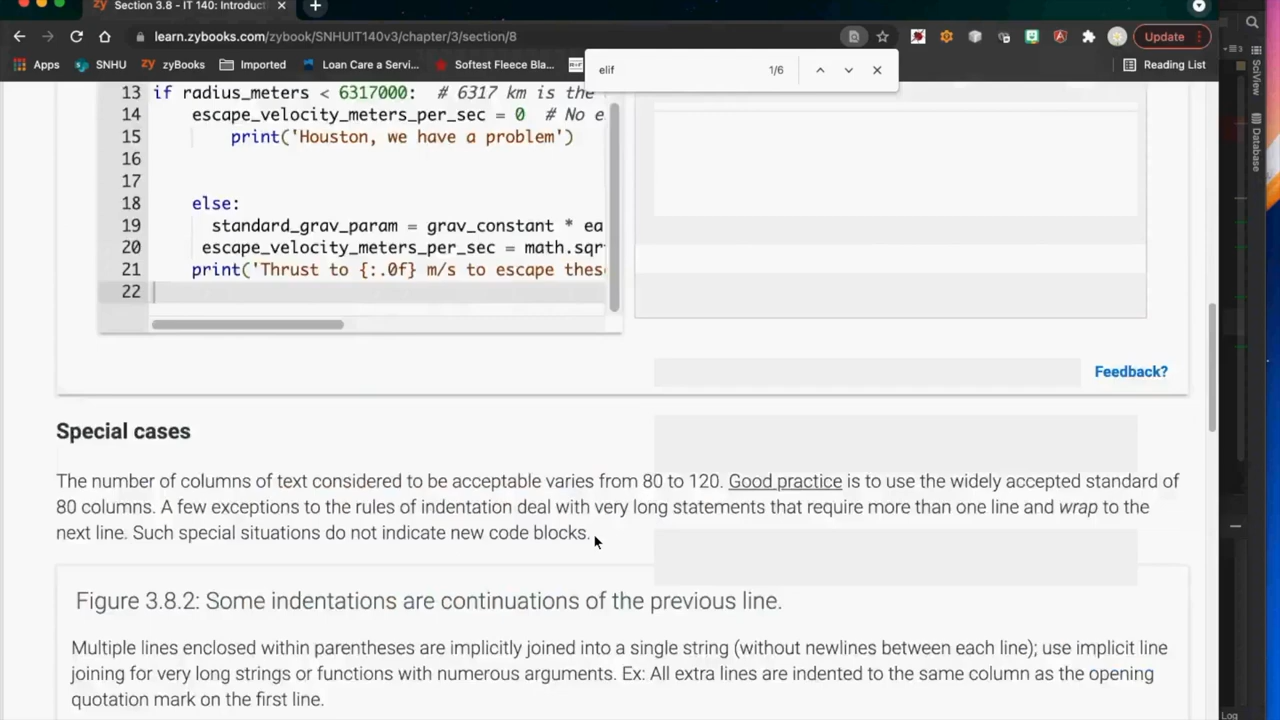 Section 3.8 - IT 140: Introducti
learn.zybooks.com/zybook/SNHUIT140v3/chapter/3/section/8
Update
Apps
SNHU
zyBooks
Imported
Loan Care a Servi...
Softest Fleece Bla...
Reading List
elif
1/6
13 if radius_meters < 6317000: # 6317 km is the
14 escape_velocity_meters_per_sec = 0 # No e
15 print('Houston, we have a problem')
16
17
18 else:
19 standard_grav_param = grav_constant * ea
20 escape_velocity_meters_per_sec = math.sqr
21 print('Thrust to {:.0f} m/s to escape these
22
Feedback?
Special cases
The number of columns of text considered to be acceptable varies from 80 to 120. Good practice is to use the widely accepted standard of
80 columns. A few exceptions to the rules of indentation deal with very long statements that require more than one line and wrap to the
next line. Such special situations do not indicate new code blocks.
Figure 3.8.2: Some indentations are continuations of the previous line.
Multiple lines enclosed within parentheses are implicitly joined into a single string (without newlines between each line); use implicit line
joining for very long strings or functions with numerous arguments. Ex: All extra lines are indented to the same column as the opening
quotation mark on the first line.
SciView
Database
Log